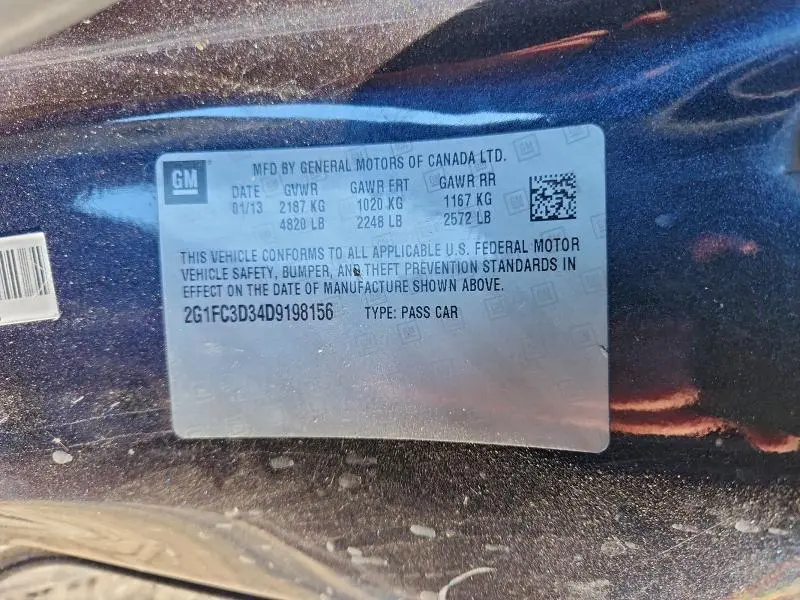 GM
MFD BY GENERAL MOTORS OF CANADA LTD.
DATE GVWR GAWR FRT GAWR RR
01/13 2187 KG 1020 KG 1167 KG
4820 LB 2248 LB 2572 LB
THIS VEHICLE CONFORMS TO ALL APPLICABLE U.S. FEDERAL MOTOR
VEHICLE SAFETY, BUMPER, AND THEFT PREVENTION STANDARDS IN
EFFECT ON THE DATE OF MANUFACTURE SHOWN ABOVE.
2G1FC3D34D9198156 TYPE: PASS CAR